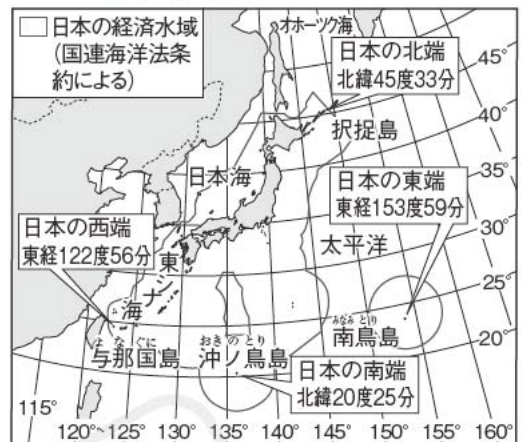 日本の経済水域
(国連海洋法条
約による)
オホーツク海
日本の北端
北緯45度33分
45°
40°
択捉島
35°
日本海
日本の東端
東経153度59分
30°
日本の西端
東経122度56分
太平洋
25°
東シナ海
みなみとり
南鳥島
20°
よなぐに
与那国島
おきのとり
沖ノ鳥島
日本の南端
北緯20度25分
115°
120° 125° 130° 135° 140° 145° 150° 155° 160°